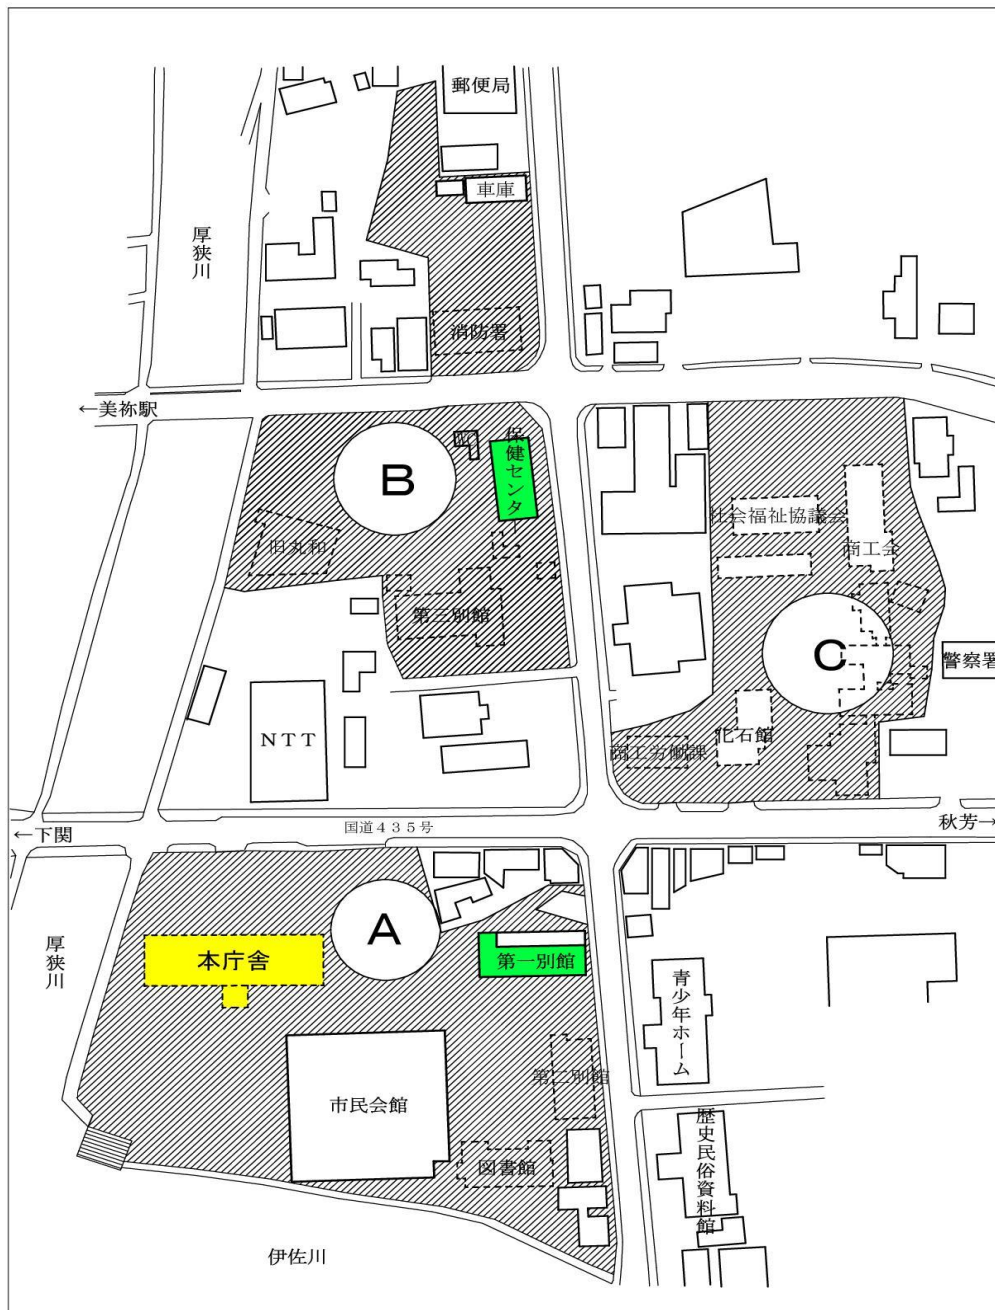 郵便局
車庫
厚狭川
消防署
←美祢駅
保健センタ
WC
B
旧丸和
第三別館
社会福祉協議会
商工会
C
警察署
NTT
化石館
商工労働課
国道435号
←下関
秋芳→
A
厚狭川
本庁舎
第一別館
青少年ホーム
第二別館
市民会館
歴史民俗資料館
図書館
伊佐川